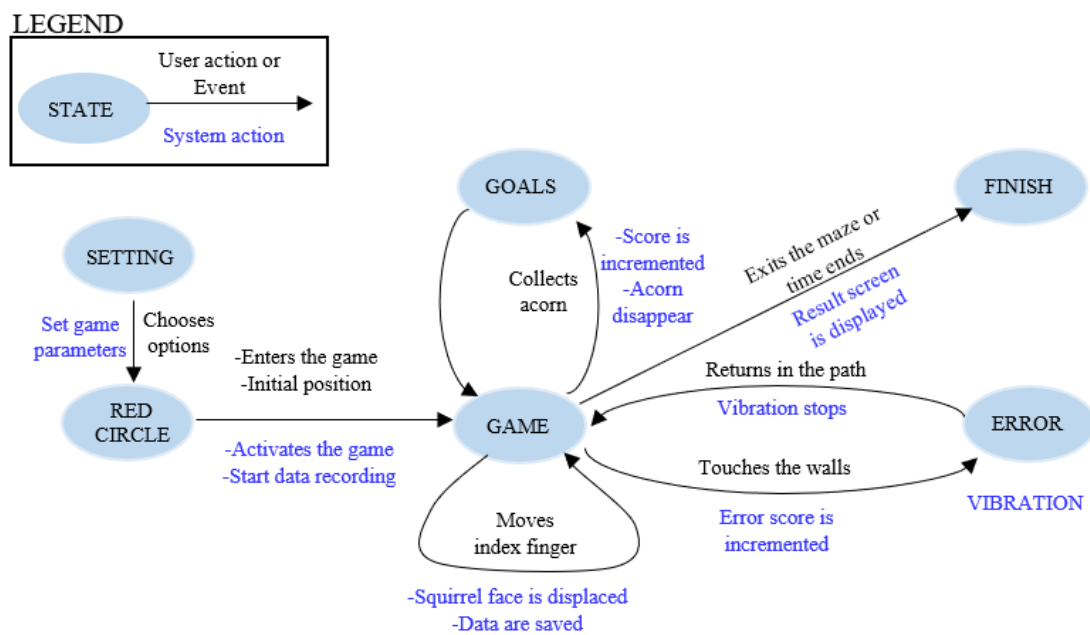 LEGEND
User action or
Event
STATE
System action
GOALS
FINISH
SETTING
-Score is
incremented
-Acorn
disappear
Collects
acorn
Exits the maze or
time ends
Result screen
is displayed
Set game
parameters
Chooses
options
-Enters the game
-Initial position
RED
CIRCLE
-Activates the game
-Start data recording
GAME
Returns in the path
Vibration stops
ERROR
Touches the walls
VIBRATION
Error score is
incremented
Moves
index finger
-Squirrel face is displaced
-Data are saved